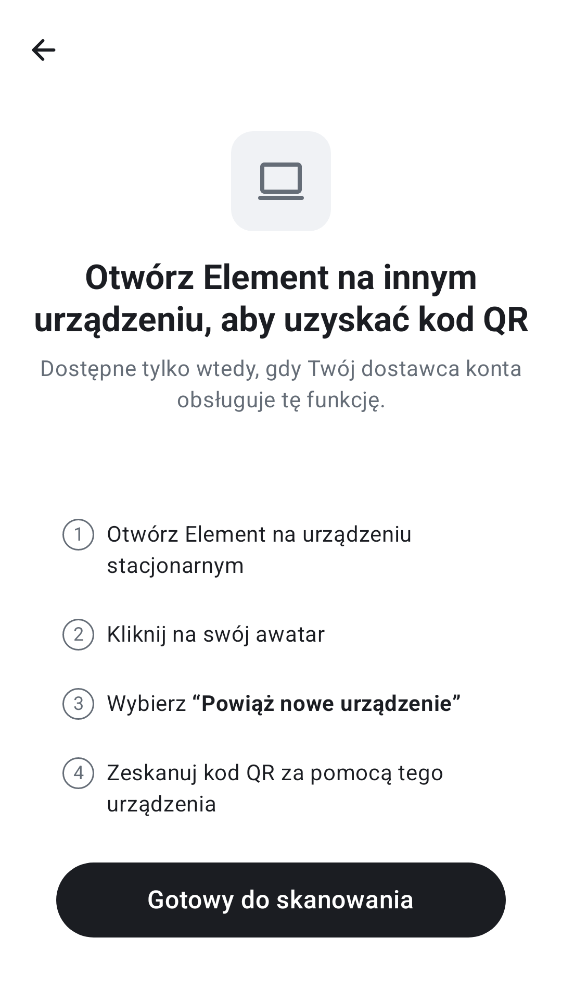 Otwórz Element na innym
urządzeniu, aby uzyskać kod QR
Dostępne tylko wtedy, gdy Twój dostawca konta
obsługuje tę funkcję.
1 Otwórz Element na urządzeniu
stacjonarnym
2 Kliknij na swój awatar
3 Wybierz “Powiąż nowe urządzenie”
4 Zeskanuj kod QR za pomocą tego
urządzenia
Gotowy do skanowania